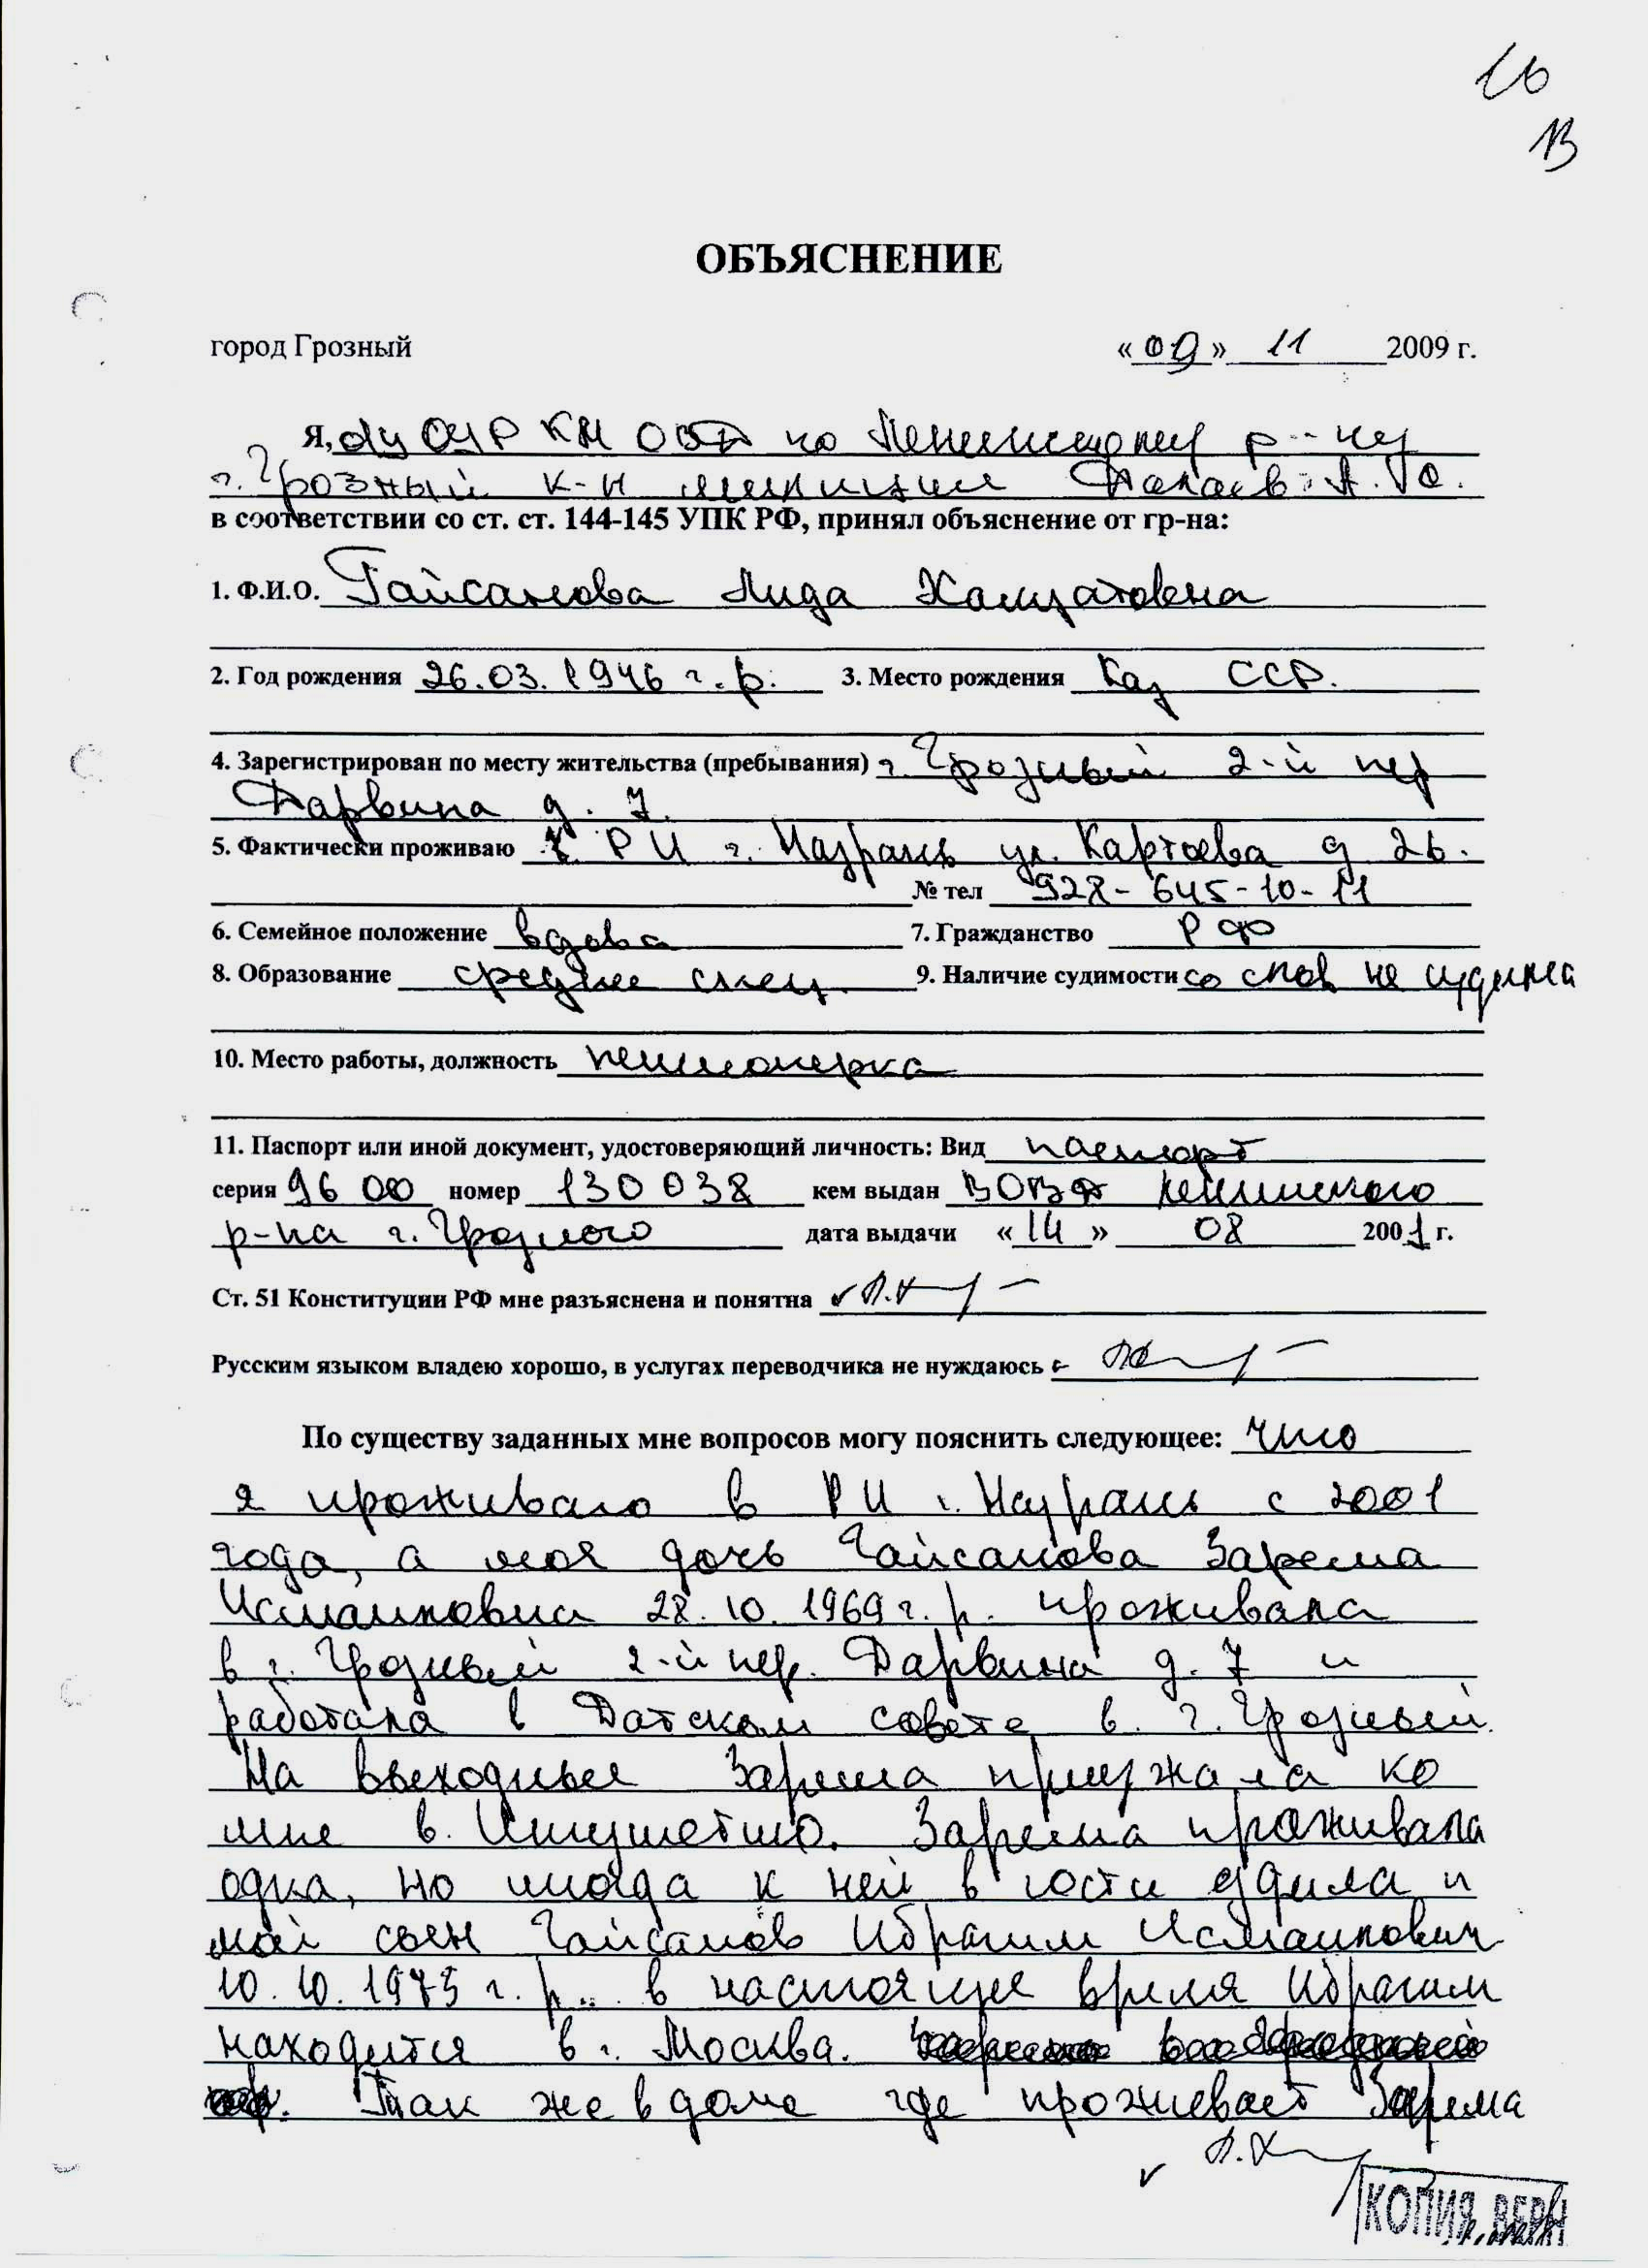 26
13
ОБЪЯСНЕНИЕ
город Грозный «09» 11 2009 г.
Я, о/у ОУР КМ ОВД по Ленинскому р-ну
г. Грозный к-н милиции А.Ю.
в соответствии со ст. ст. 144-145 УПК РФ, принял объяснение от гр-на:
1. Ф.И.О. Гайсанова Лида Хамзатовна
2. Год рождения 26.03.1946 г.р. 3. Место рождения Каз ССР.
4. Зарегистрирован по месту жительства (пребывания) г. Грозный 2-й пер
Дарвина д. 7.
5. Фактически проживаю РИ г. Назрань ул. Картоева д 26.
№ тел 928-645-10-11
6. Семейное положение вдова 7. Гражданство РФ
8. Образование средне спец. 9. Наличие судимости со слов не судима
10. Место работы, должность пенсионерка
11. Паспорт или иной документ, удостоверяющий личность: Вид паспорт
серия 96 00 номер 130038 кем выдан ВОВД Ленинского
р-на г. Грозного дата выдачи «14» 08 2001 г.
Ст. 51 Конституции РФ мне разъяснена и понятна
Русским языком владею хорошо, в услугах переводчика не нуждаюсь
По существу заданных мне вопросов могу пояснить следующее: что
я проживаю в РИ г. Назрань с 2001
года, а моя дочь Гайсанова Зарема
Исмаиловна 28.10.1969 г.р. проживала
в г. Грозный 2-й пер. Дарвина д. 7 и
работала в Датском совете в г. Грозный.
На выходные Зарема приезжала ко
мне в Ингушетию. Зарема проживала
одна, но иногда к ней в гости ездила и
мой сын Гайсанов Ибрагим Исмаилович
10.10.1975 г.р.. в настоящее время Ибрагим
находится в г. Москва.
Так же в доме где проживает Зарема
КОПИЯ ВЕРН